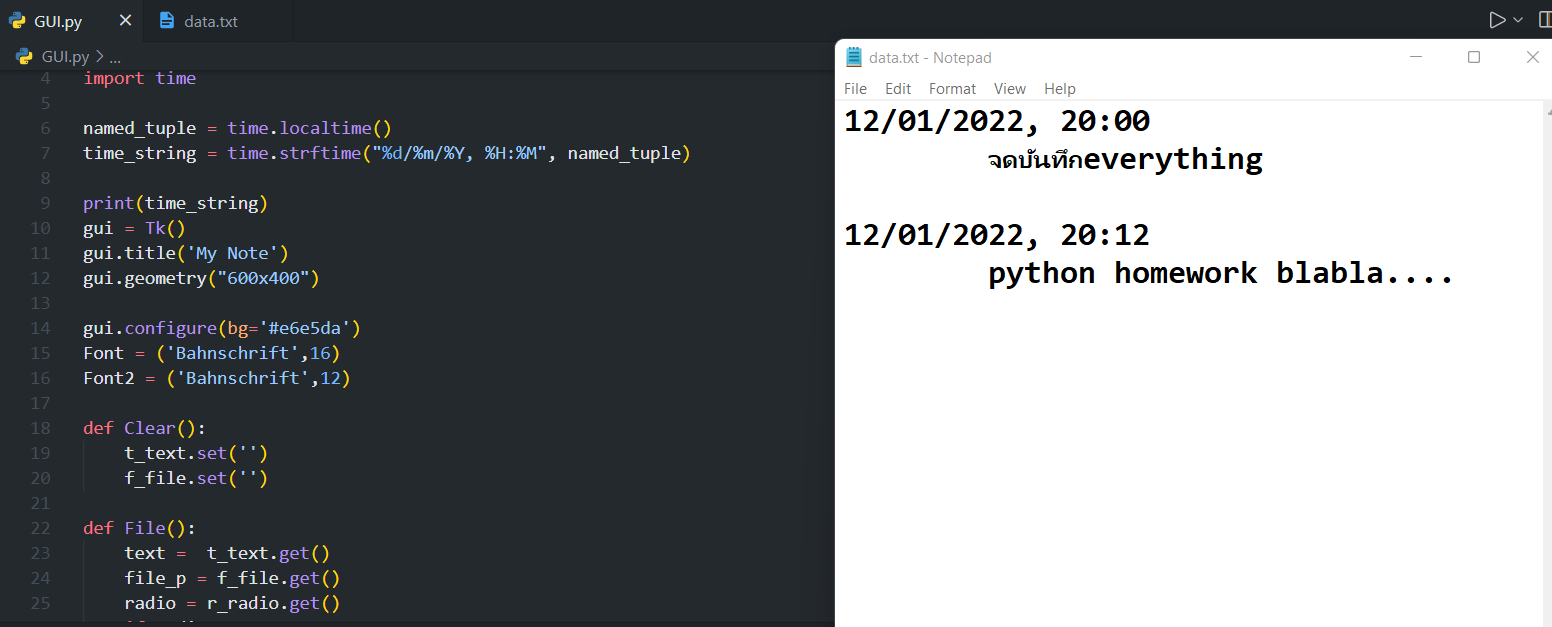 GUI.py
data.txt
GUI.py > ...
4 import time
5
6 named_tuple = time.localtime()
7 time_string = time.strftime("%d/%m/%Y, %H:%M", named_tuple)
8
9 print(time_string)
10 gui = Tk()
11 gui.title('My Note')
12 gui.geometry("600x400")
13
14 gui.configure(bg='#e6e5da')
15 Font = ('Bahnschrift',16)
16 Font2 = ('Bahnschrift',12)
17
18 def Clear():
19 t_text.set('')
20 f_file.set('')
21
22 def File():
23 text =  t_text.get()
24 file_p = f_file.get()
25 radio = r_radio.get()
data.txt - Notepad
File Edit Format View Help
12/01/2022, 20:00
จดบันทึกeverything
12/01/2022, 20:12
python homework blabla....